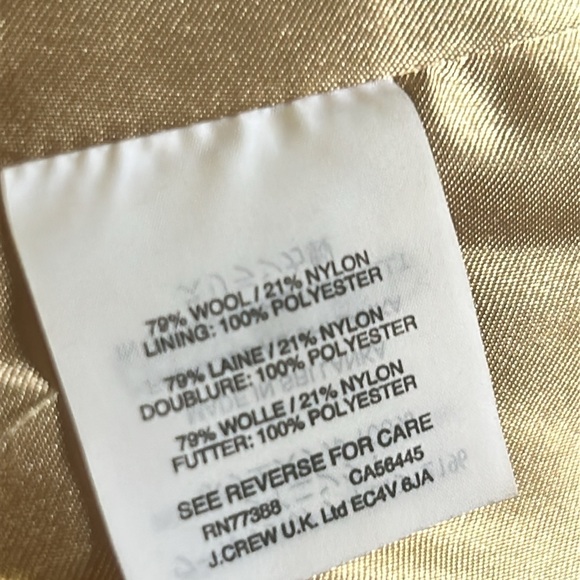 79% WOOL / 21% NYLON
LINING: 100% POLYESTER
79% LAINE / 21% NYLON
DOUBLURE: 100% POLYESTER
79% WOLLE / 21% NYLON
FUTTER: 100% POLYESTER
SEE REVERSE FOR CARE
RN77388 CA56445
J.CREW U.K. Ltd EC4V 6JA